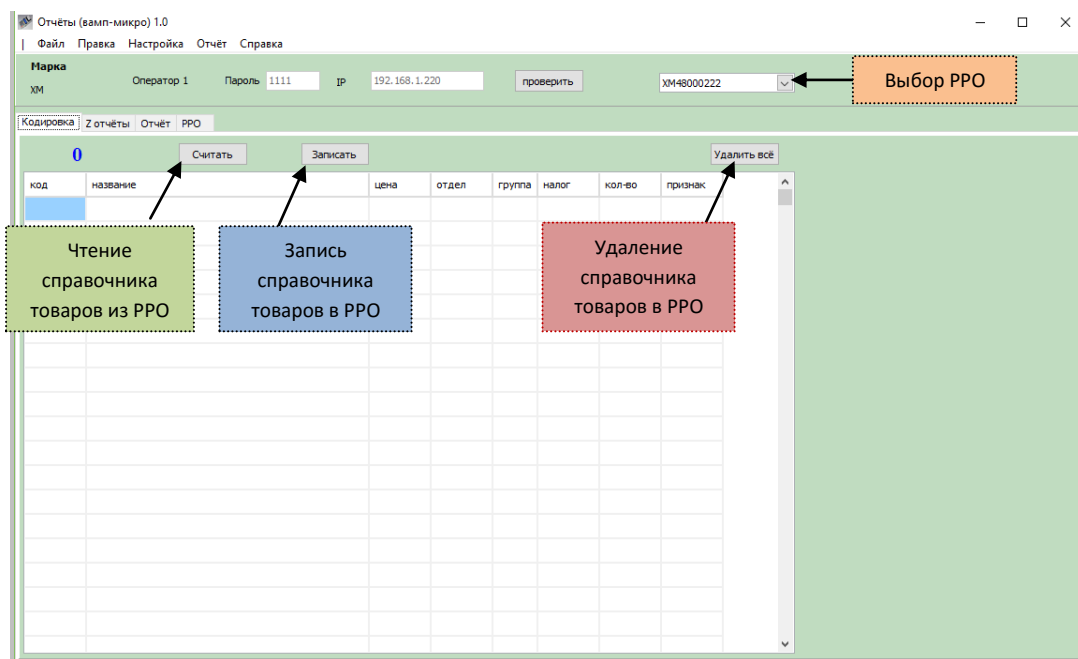 Отчёты (вамп-микро) 1.0
| Файл Правка Настройка Отчёт Справка
Марка
ХМ
Оператор 1 Пароль 1111 IP 192.168.1.220 проверить ХМ48000222
Выбор РРО
Кодировка Z отчёты Отчёт РРО
0 Считать Записать Удалить всё
код название цена отдел группа налог кол-во признак
Чтение
справочника
товаров из РРО
Запись
справочника
товаров в РРО
Удаление
справочника
товаров в РРО